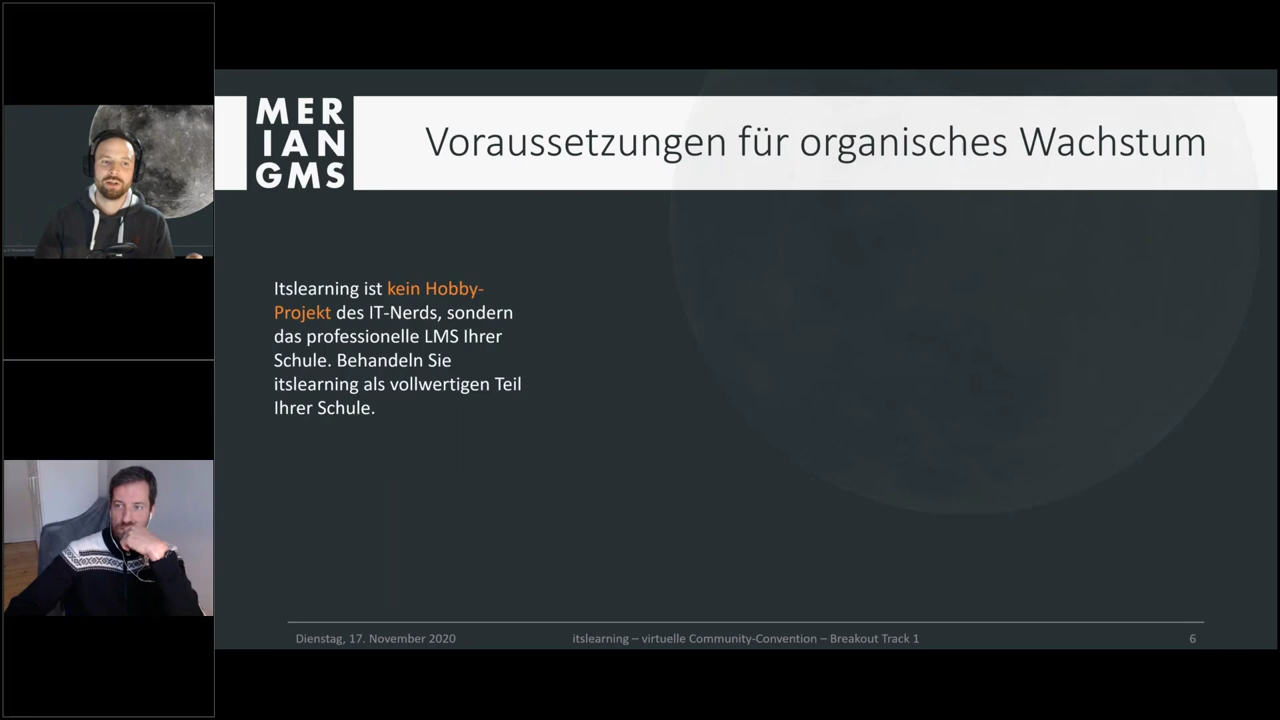 MER
IAN
GMS
Voraussetzungen für organisches Wachstum
Itslearning ist kein Hobby-
Projekt des IT-Nerds, sondern
das professionelle LMS Ihrer
Schule. Behandeln Sie
itslearning als vollwertigen Teil
Ihrer Schule.
Dienstag, 17. November 2020
itslearning – virtuelle Community-Convention – Breakout Track 1
6